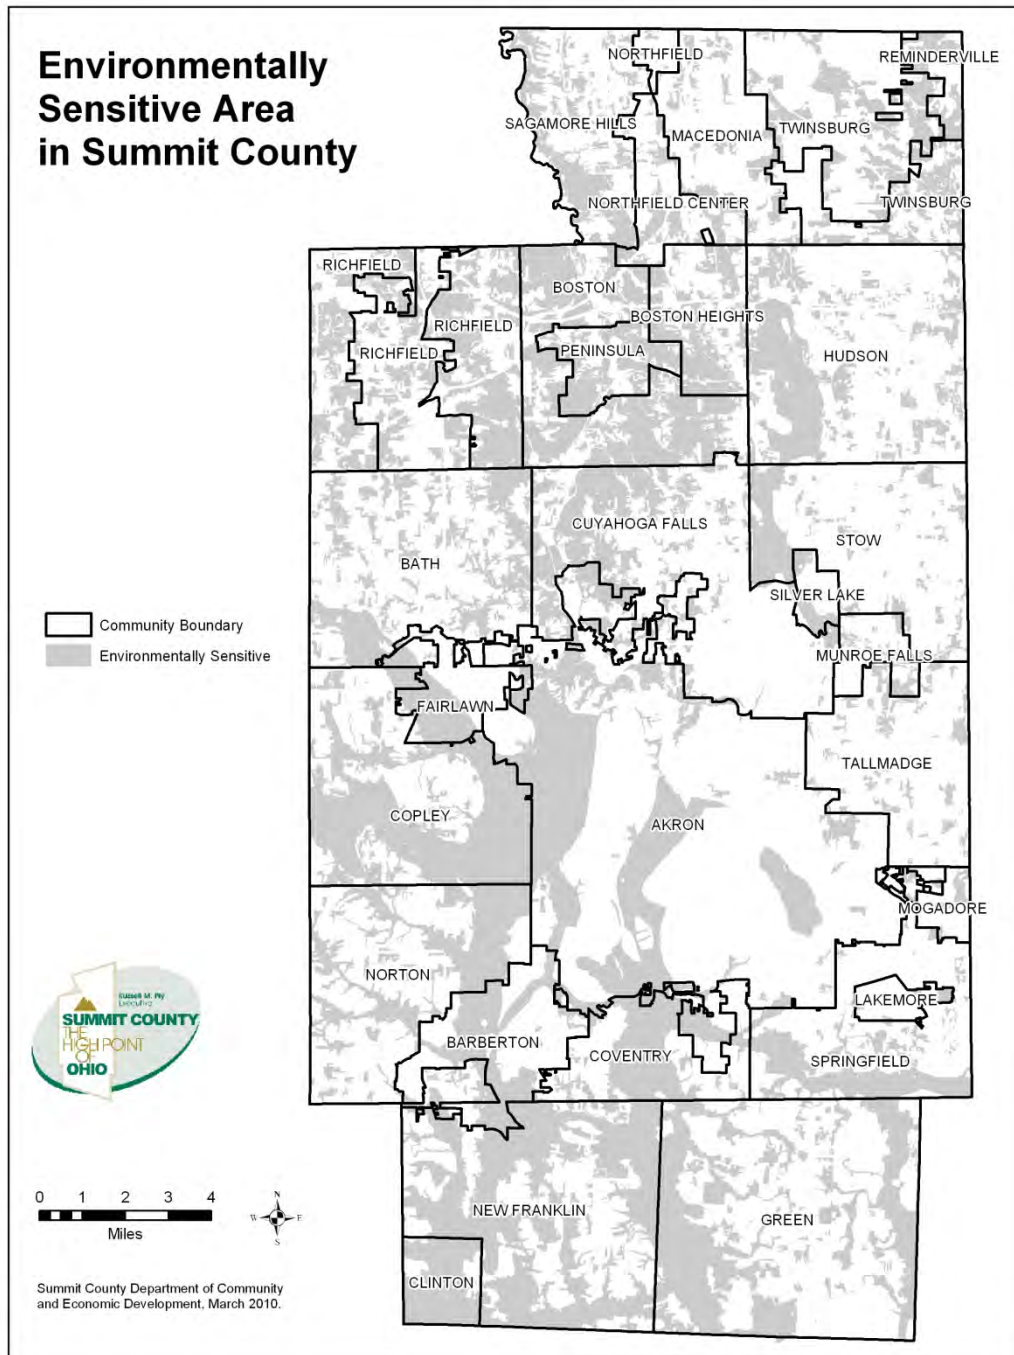 Environmentally
Sensitive Area
in Summit County
NORTHFIELD
REMINDERVILLE
SAGAMORE HILLS
MACEDONIA
TWINSBURG
NORTHFIELD CENTER
TWINSBURG
RICHFIELD
BOSTON
RICHFIELD
BOSTON HEIGHTS
RICHFIELD
PENINSULA
HUDSON
CUYAHOGA FALLS
STOW
BATH
SILVER LAKE
Community Boundary
Environmentally Sensitive
MUNROE FALLS
FAIRLAWN
TALLMADGE
COPLEY
AKRON
MOGADORE
NORTON
LAKEMORE
BARBERTON
COVENTRY
SPRINGFIELD
Russell M. Pry
Executive
SUMMIT COUNTY
THE
HIGH POINT
OF
OHIO
NEW FRANKLIN
GREEN
CLINTON
0 1 2 3 4
Miles
N
W E
S
Summit County Department of Community
and Economic Development, March 2010.